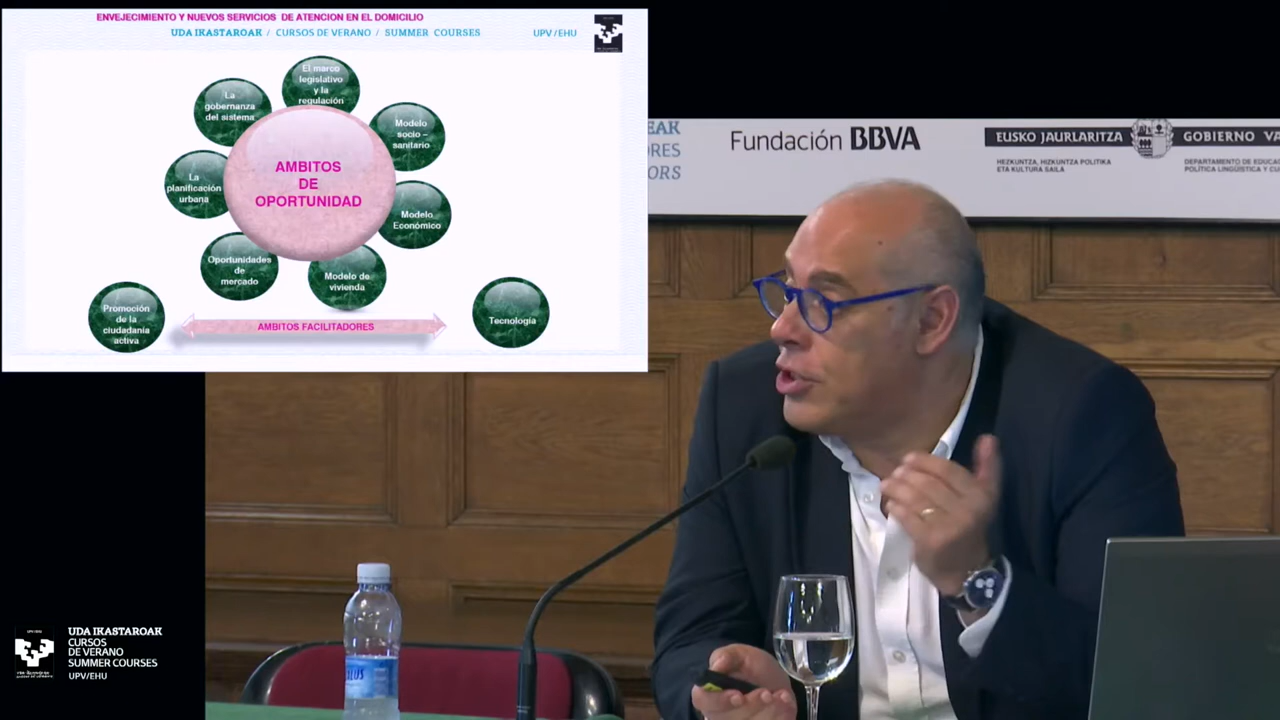 ENVEJECIMIENTO Y NUEVOS SERVICIOS DE ATENCION EN EL DOMICILIO
UDA IKASTAROAK / CURSOS DE VERANO / SUMMER COURSES
UPV / EHU
El marco
legislativo
y la
regulación
La
gobernanza
del sistema
Modelo
socio –
sanitario
AMBITOS
DE
OPORTUNIDAD
La
planificación
urbana
Modelo
Económico
Oportunidades
de
mercado
Modelo de
vivienda
Promoción
de la
ciudadanía
activa
AMBITOS FACILITADORES
Tecnología
EAK
ORES
ORS
Fundación BBVA
EUSKO JAURLARITZA
GOBIERNO VA
HEZKUNTZA, HIZKUNTZA POLITIKA
ETA KULTURA SAILA
DEPARTAMENTO DE EDUCA
POLÍTICA LINGÜÍSTICA Y CU
UDA IKASTAROAK
CURSOS
DE VERANO
SUMMER COURSES
UPV/EHU